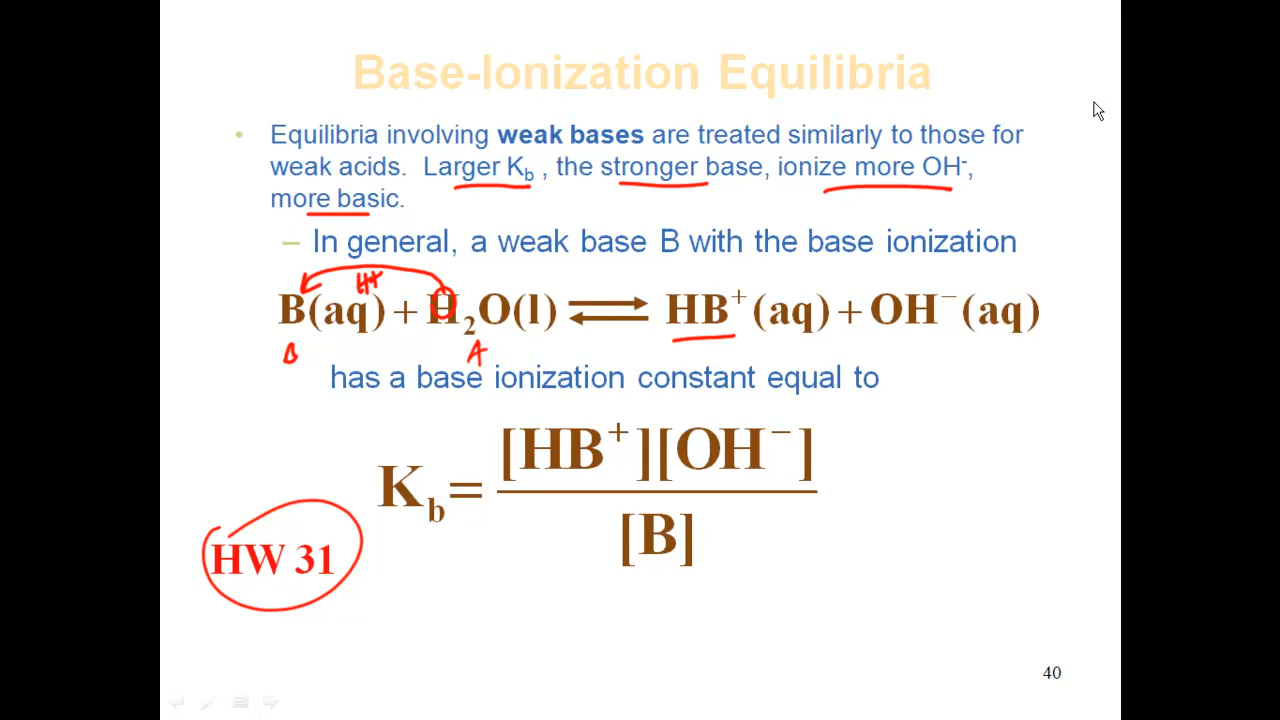 Base-Ionization Equilibria
• Equilibria involving weak bases are treated similarly to those for
weak acids. Larger K_b , the stronger base, ionize more OH⁻,
more basic.
– In general, a weak base B with the base ionization
H+
B(aq) + H₂O(l) ⇌ HB⁺(aq) + OH⁻(aq)
B A
has a base ionization constant equal to
K_b = [HB⁺][OH⁻] / [B]
HW 31
40